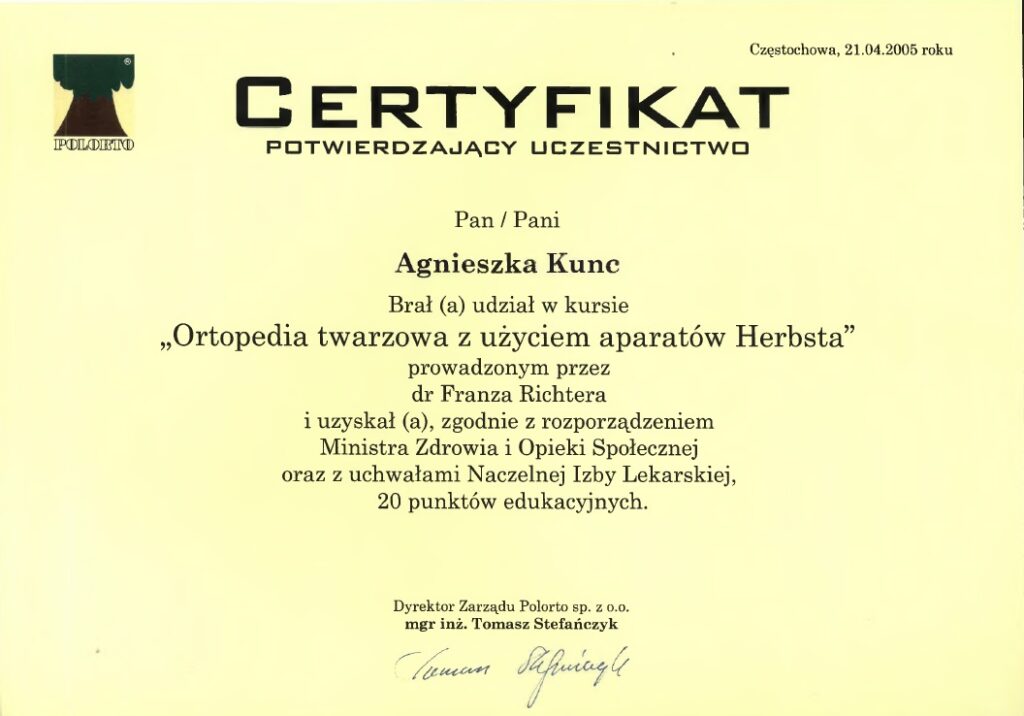 Częstochowa, 21.04.2005 roku
®
POLORTO
CERTYFIKAT
POTWIERDZAJĄCY UCZESTNICTWO
Pan / Pani
Agnieszka Kunc
Brał (a) udział w kursie
„Ortopedia twarzowa z użyciem aparatów Herbsta”
prowadzonym przez
dr Franza Richtera
i uzyskał (a), zgodnie z rozporządzeniem
Ministra Zdrowia i Opieki Społecznej
oraz z uchwałami Naczelnej Izby Lekarskiej,
20 punktów edukacyjnych.
Dyrektor Zarządu Polorto sp. z o.o.
mgr inż. Tomasz Stefańczyk